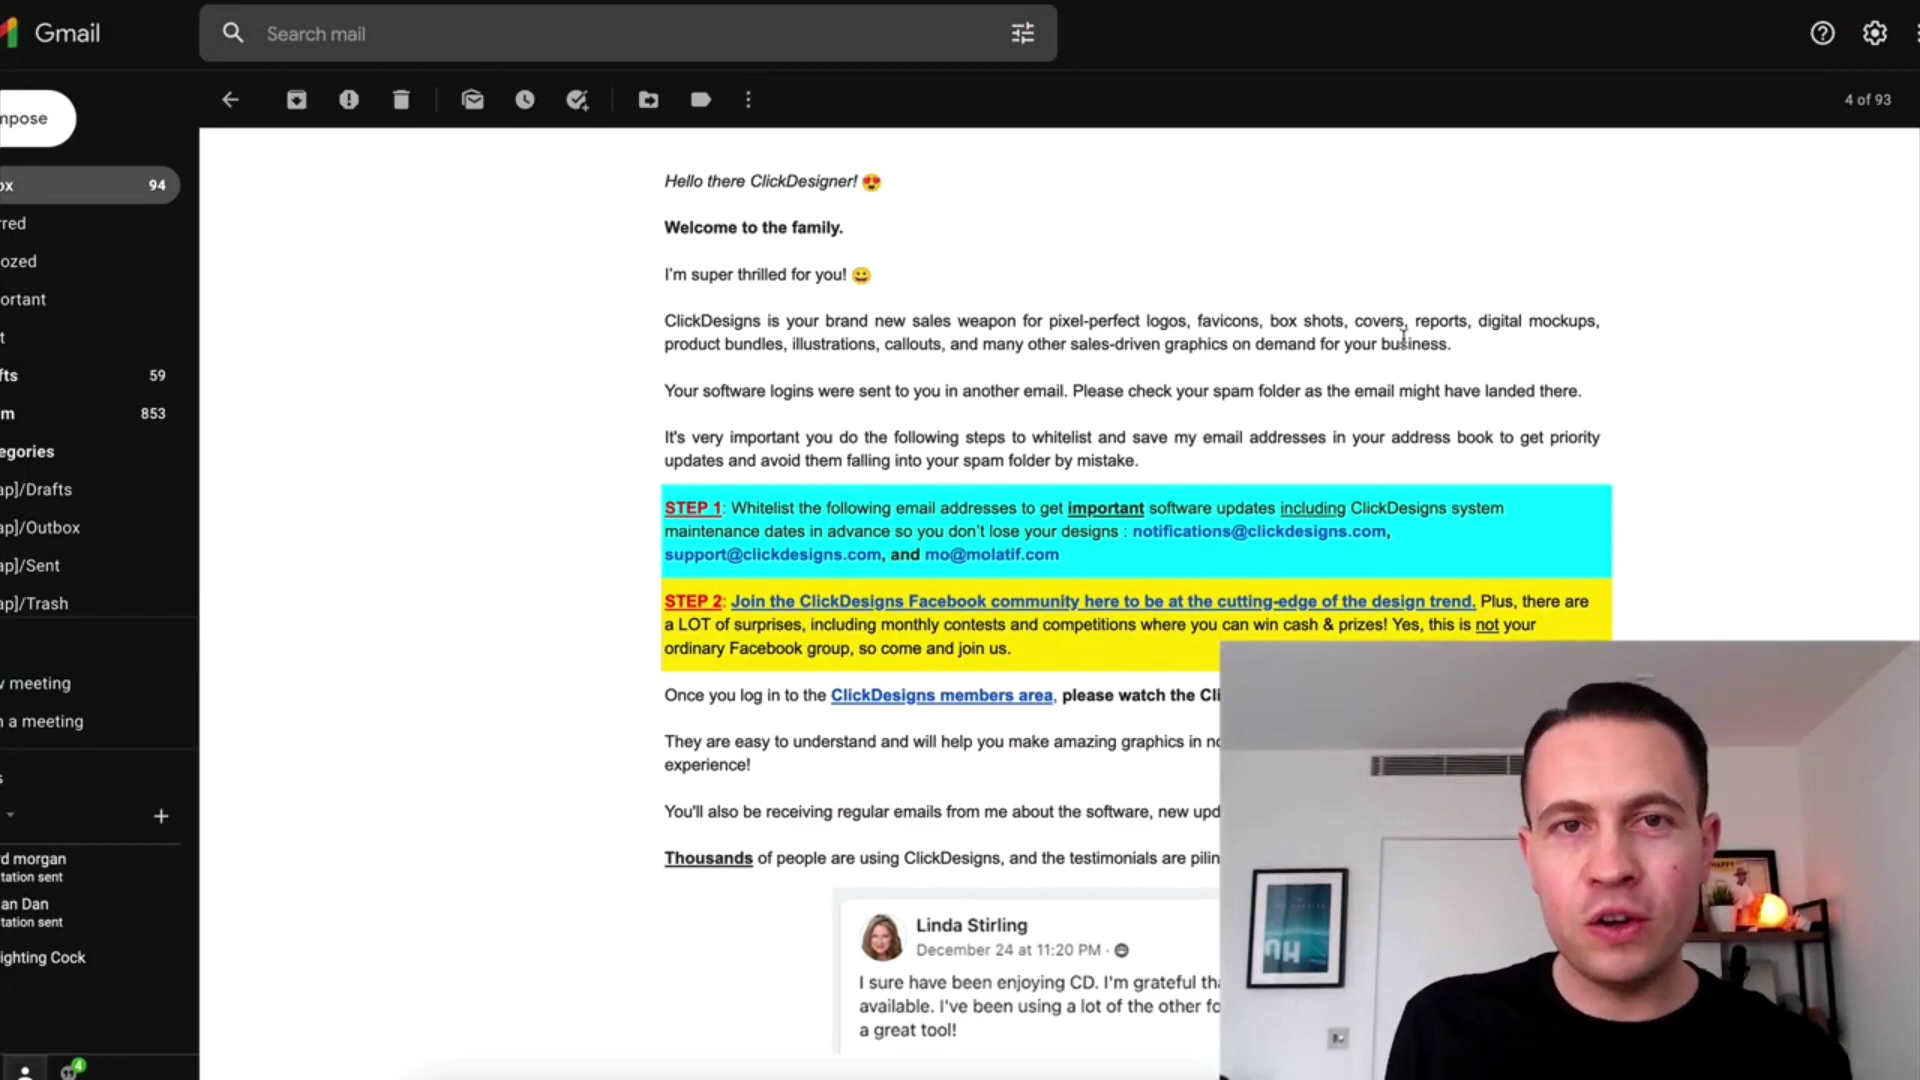 Gmail
Search mail
mpose
4 of 93
ox 94
rred
ozed
ortant
t
fts 59
m 853
egories
ap]/Drafts
ap]/Outbox
ap]/Sent
ap]/Trash
v meeting
n a meeting
s
rd morgan
tation sent
an Dan
tation sent
ighting Cock
4
Hello there ClickDesigner! 😍
Welcome to the family.
I'm super thrilled for you! 😀
ClickDesigns is your brand new sales weapon for pixel-perfect logos, favicons, box shots, covers, reports, digital mockups,
product bundles, illustrations, callouts, and many other sales-driven graphics on demand for your business.
Your software logins were sent to you in another email. Please check your spam folder as the email might have landed there.
It's very important you do the following steps to whitelist and save my email addresses in your address book to get priority
updates and avoid them falling into your spam folder by mistake.
STEP 1: Whitelist the following email addresses to get important software updates including ClickDesigns system
maintenance dates in advance so you don't lose your designs : notifications@clickdesigns.com,
support@clickdesigns.com, and mo@molatif.com
STEP 2: Join the ClickDesigns Facebook community here to be at the cutting-edge of the design trend. Plus, there are
a LOT of surprises, including monthly contests and competitions where you can win cash & prizes! Yes, this is not your
ordinary Facebook group, so come and join us.
Once you log in to the ClickDesigns members area, please watch the Cli
They are easy to understand and will help you make amazing graphics in no
experience!
You'll also be receiving regular emails from me about the software, new upd
Thousands of people are using ClickDesigns, and the testimonials are pilin
Linda Stirling
December 24 at 11:20 PM ·
I sure have been enjoying CD. I'm grateful tha
available. I've been using a lot of the other fo
a great tool!
HAPPY